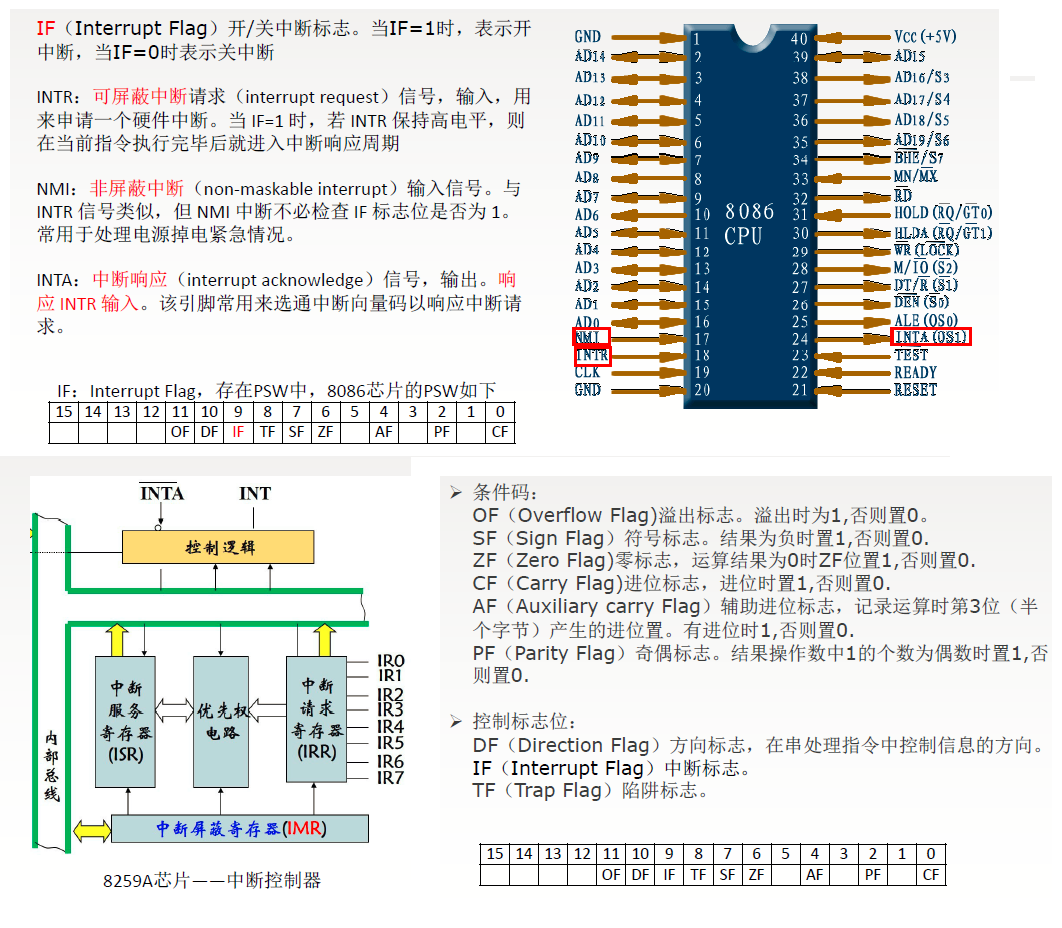 IF（Interrupt Flag）开/关中断标志。当IF=1时，表示开
中断，当IF=0时表示关中断
INTR：可屏蔽中断请求（interrupt request）信号，输入，用
来申请一个硬件中断。当 IF=1 时，若 INTR 保持高电平，则
在当前指令执行完毕后就进入中断响应周期
NMI：非屏蔽中断（non-maskable interrupt）输入信号。与
INTR 信号类似，但 NMI 中断不必检查 IF 标志位是否为 1。
常用于处理电源掉电紧急情况。
INTA：中断响应（interrupt acknowledge）信号，输出。响
应 INTR 输入。该引脚常用来选通中断向量码以响应中断请
求。
IF：Interrupt Flag，存在PSW中，8086芯片的PSW如下
15 14 13 12 11 10 9 8 7 6 5 4 3 2 1 0
OF DF IF TF SF ZF AF PF CF
GND 1 40 Vcc (+5V)
AD14 2 39 AD15
AD13 3 38 AD16/S3
AD12 4 37 AD17/S4
AD11 5 36 AD18/S5
AD10 6 35 AD19/S6
AD9 7 34 BHE/S7
AD8 8 33 MN/MX
AD7 9 32 RD
AD6 10 31 HOLD (RQ/GT0)
AD5 11 30 HLDA (RQ/GT1)
AD4 12 29 WR (LOCK)
AD3 13 28 M/IO (S2)
AD2 14 27 DT/R (S1)
AD1 15 26 DEN (S0)
AD0 16 25 ALE (QS0)
NMI 17 24 INTA (QS1)
INTR 18 23 TEST
CLK 19 22 READY
GND 20 21 RESET
8086
CPU
INTA INT
控制逻辑
中断
服务
寄存器
(ISR)
优先权
电路
中断
请求
寄存器
(IRR)
IR0
IR1
IR2
IR3
IR4
IR5
IR6
IR7
内
部
总
线
中断屏蔽寄存器(IMR)
8259A芯片——中断控制器
➢ 条件码：
OF（Overflow Flag)溢出标志。溢出时为1,否则置0。
SF（Sign Flag）符号标志。结果为负时置1,否则置0.
ZF（Zero Flag)零标志，运算结果为0时ZF位置1,否则置0.
CF（Carry Flag)进位标志，进位时置1,否则置0.
AF（Auxiliary carry Flag）辅助进位标志，记录运算时第3位（半
个字节）产生的进位置。有进位时1,否则置0.
PF（Parity Flag）奇偶标志。结果操作数中1的个数为偶数时置1,否
则置0.
➢ 控制标志位：
DF（Direction Flag）方向标志，在串处理指令中控制信息的方向。
IF（Interrupt Flag）中断标志。
TF（Trap Flag）陷阱标志。
15 14 13 12 11 10 9 8 7 6 5 4 3 2 1 0
OF DF IF TF SF ZF AF PF CF